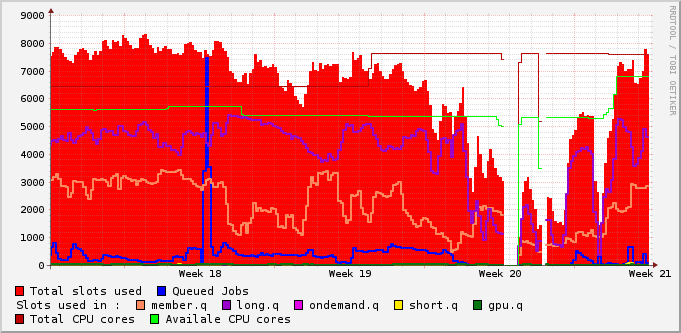 9000
8000
7000
6000
5000
4000
3000
2000
1000
0
Week 18 Week 19 Week 20 Week 21
RRDTOOL / TOBI OETIKER
Total slots used Queued Jobs
Slots used in : member.q long.q ondemand.q short.q gpu.q
Total CPU cores Availale CPU cores